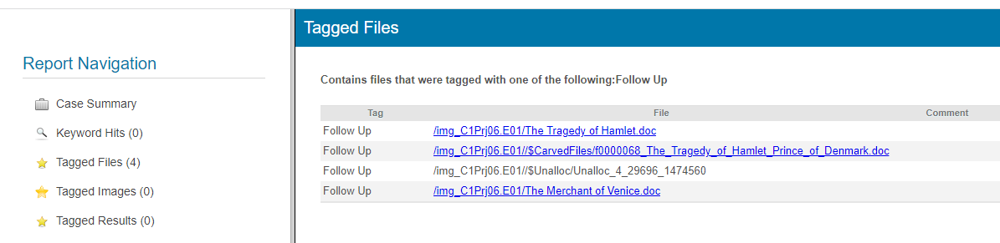 Tagged Files
Report Navigation
Contains files that were tagged with one of the following:Follow Up
Case Summary
Keyword Hits (0)
Tagged Files (4)
Tagged Images (0)
Tagged Results (0)
Tag File Comment
Follow Up /img_C1Prj06.E01/The Tragedy of Hamlet.doc
Follow Up /img_C1Prj06.E01//$CarvedFiles/f0000068_The_Tragedy_of_Hamlet_Prince_of_Denmark.doc
Follow Up /img_C1Prj06.E01//$Unalloc/Unalloc_4_29696_1474560
Follow Up /img_C1Prj06.E01/The Merchant of Venice.doc